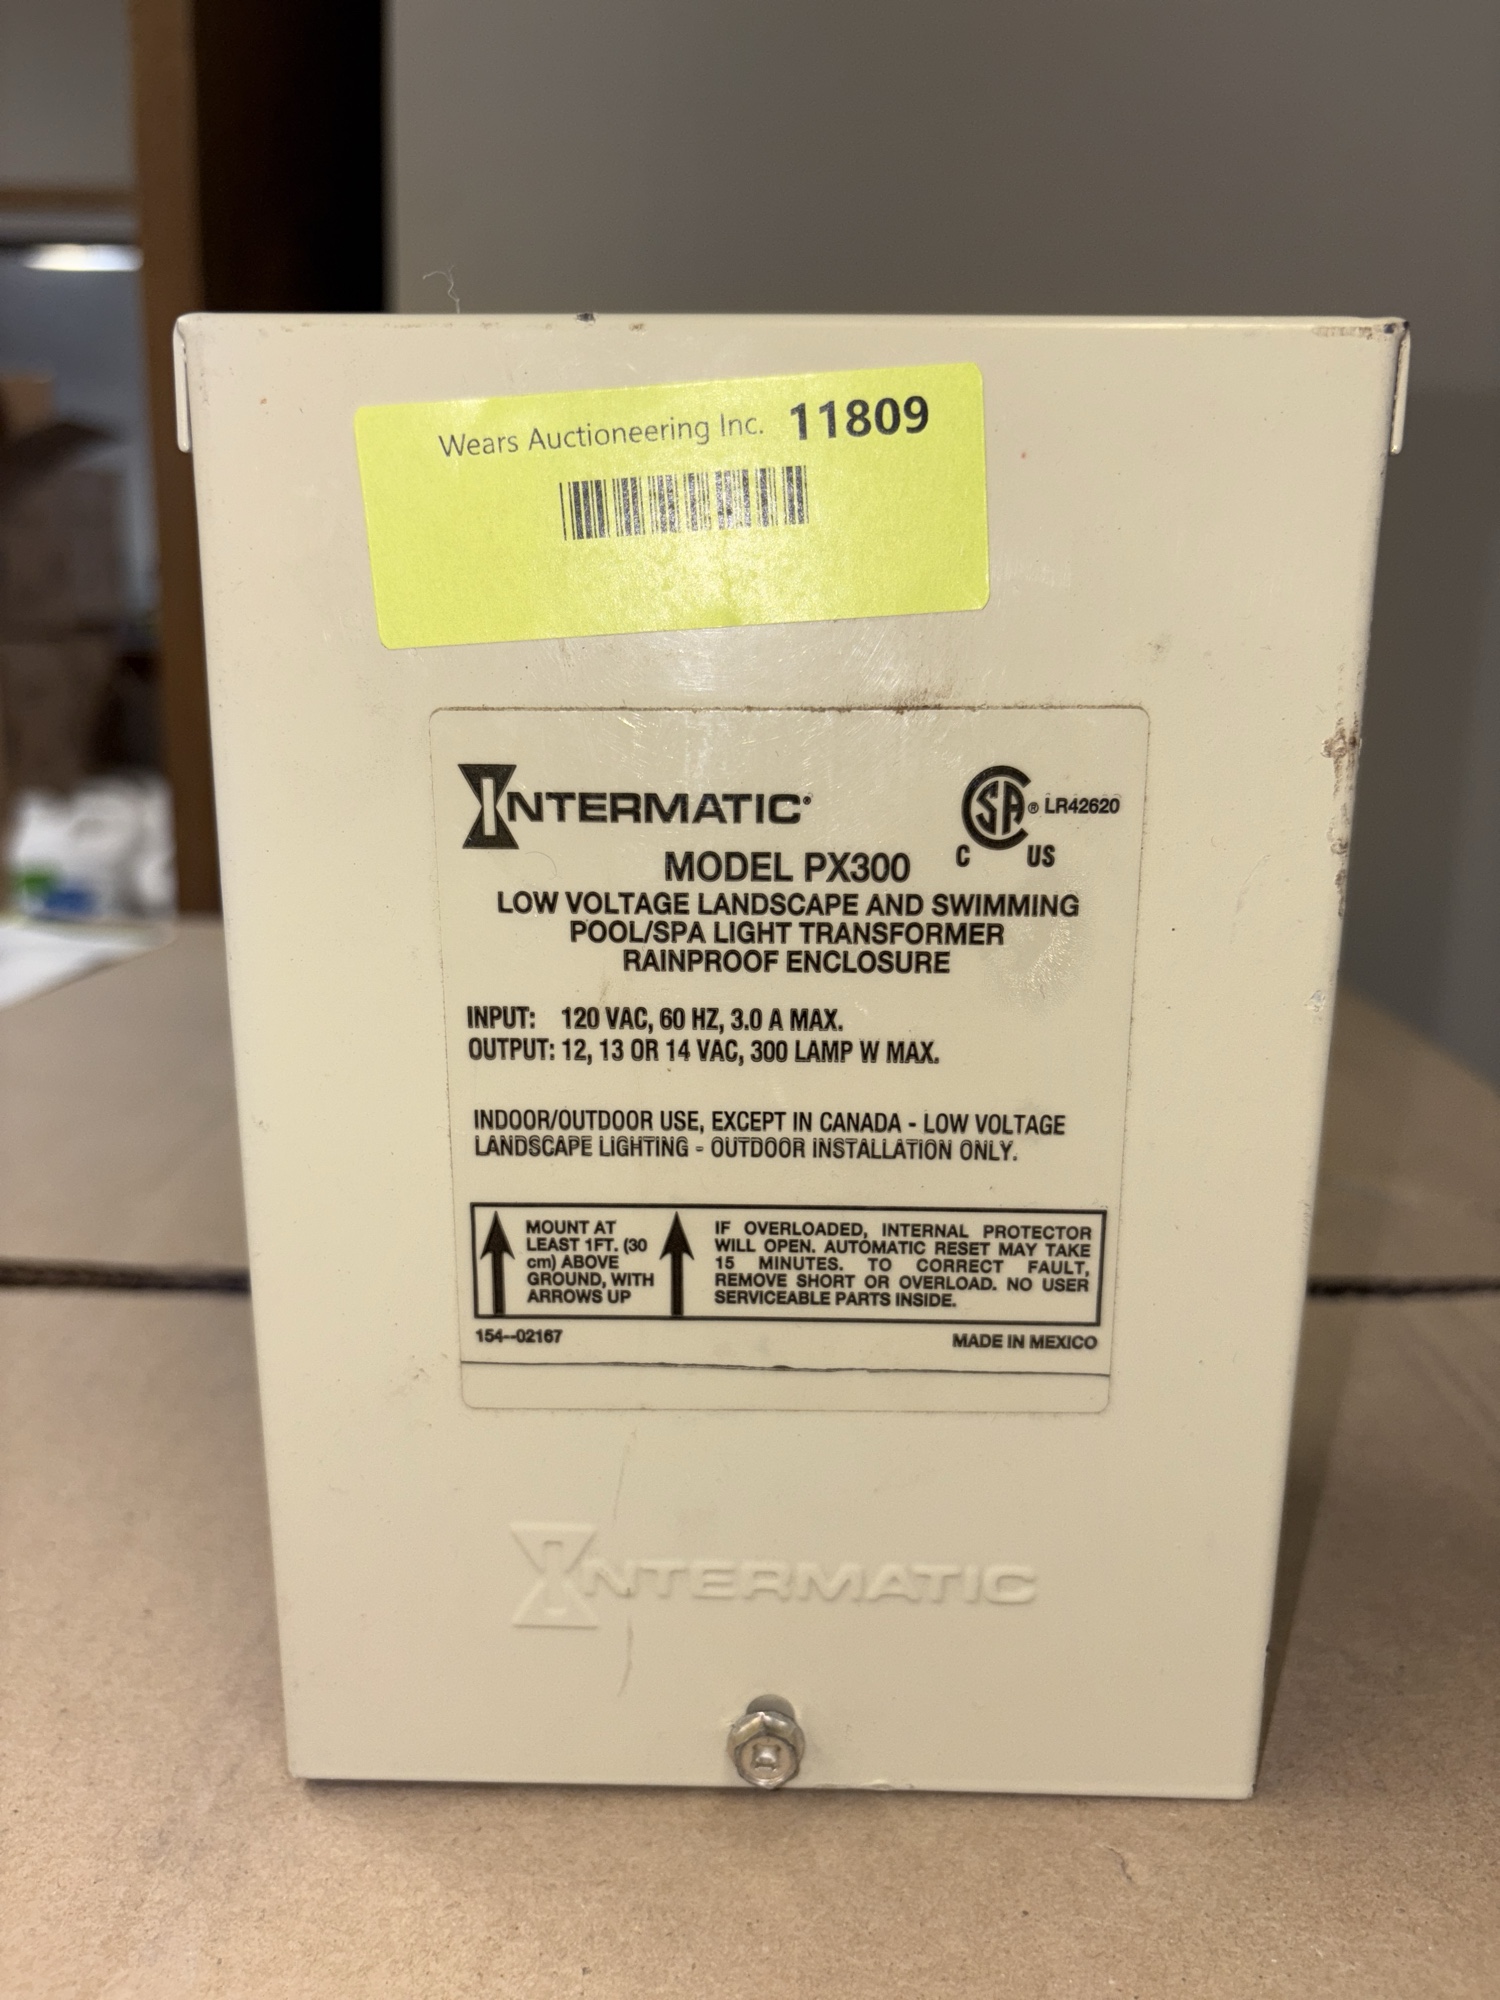 Wears Auctioneering Inc. 11809
INTERMATIC®
CSA® LR42620
C US
MODEL PX300
LOW VOLTAGE LANDSCAPE AND SWIMMING
POOL/SPA LIGHT TRANSFORMER
RAINPROOF ENCLOSURE
INPUT: 120 VAC, 60 HZ, 3.0 A MAX.
OUTPUT: 12, 13 OR 14 VAC, 300 LAMP W MAX.
INDOOR/OUTDOOR USE, EXCEPT IN CANADA - LOW VOLTAGE
LANDSCAPE LIGHTING - OUTDOOR INSTALLATION ONLY.
MOUNT AT
LEAST 1FT. (30
cm) ABOVE
GROUND, WITH
ARROWS UP
IF OVERLOADED, INTERNAL PROTECTOR
WILL OPEN. AUTOMATIC RESET MAY TAKE
15 MINUTES. TO CORRECT FAULT,
REMOVE SHORT OR OVERLOAD. NO USER
SERVICEABLE PARTS INSIDE.
154--02167
MADE IN MEXICO
INTERMATIC